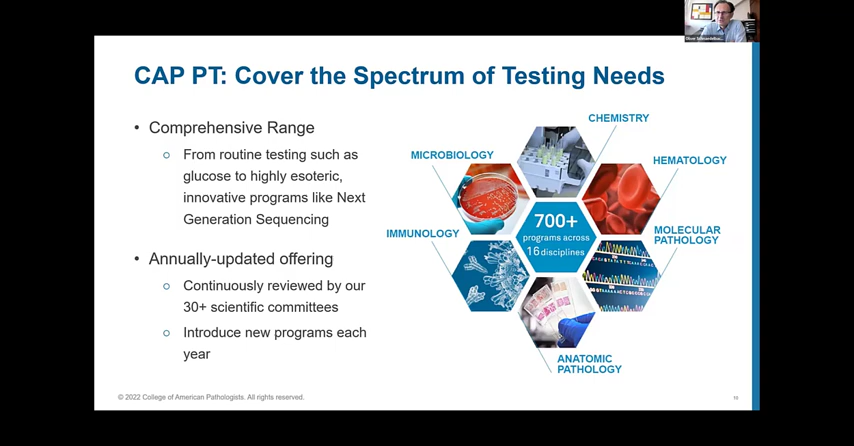 CAP PT: Cover the Spectrum of Testing Needs
• Comprehensive Range
○ From routine testing such as
glucose to highly esoteric,
innovative programs like Next
Generation Sequencing
• Annually-updated offering
○ Continuously reviewed by our
30+ scientific committees
○ Introduce new programs each
year
CHEMISTRY
MICROBIOLOGY
HEMATOLOGY
700+
programs across
16 disciplines
IMMUNOLOGY
MOLECULAR
PATHOLOGY
ANATOMIC
PATHOLOGY
© 2022 College of American Pathologists. All rights reserved.